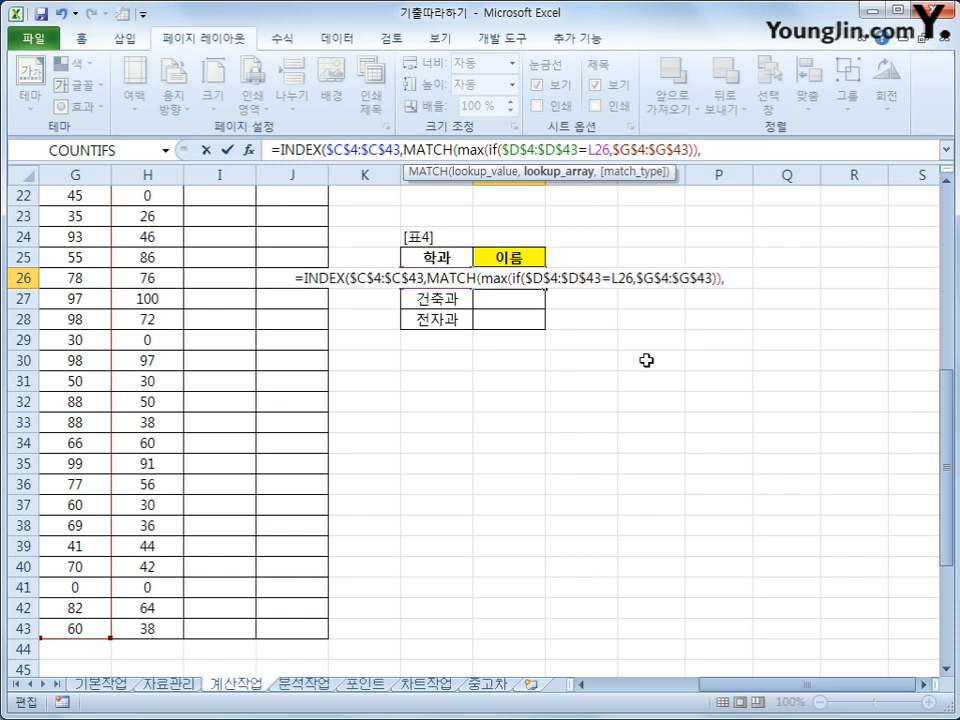 기출따라하기 - Microsoft Excel
Younglin.com Y.
파일 홈 삽입 페이지 레이아웃 수식 데이터 검토 보기 개발 도구 추가 기능
테마 색 글꼴 효과 여백 용지 방향 크기 인쇄 영역 나누기 배경 인쇄 제목 너비: 자동 높이: 자동 배율: 100 % 눈금선 보기 인쇄 제목 보기 인쇄 앞으로 가져오기 뒤로 보내기 선택 창 맞춤 그룹 회전
테마 페이지 설정 크기 조정 시트 옵션 정렬
COUNTIFS =INDEX($C$4:$C$43,MATCH(max(if($D$4:$D$43=L26,$G$4:$G$43)),
MATCH(lookup_value, lookup_array, [match_type])
G H I J K P Q R S
22 45 0
23 35 26
24 93 46 [표4]
25 55 86 학과 이름
26 78 76 =INDEX($C$4:$C$43,MATCH(max(if($D$4:$D$43=L26,$G$4:$G$43)),
27 97 100 건축과
28 98 72 전자과
29 30 0
30 98 97
31 50 30
32 88 50
33 88 38
34 66 60
35 99 91
36 77 56
37 60 30
38 69 36
39 41 44
40 70 42
41 0 0
42 82 64
43 60 38
44
45
기본작업 자료관리 계산작업 분석작업 포인트 차트작업 중고차
편집 100%